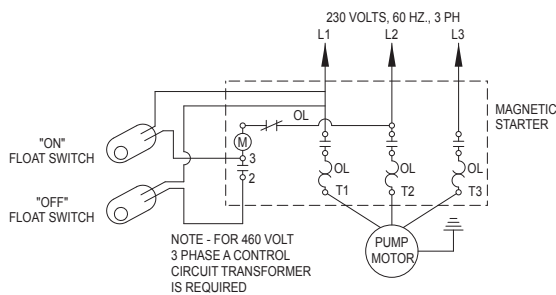 230 VOLTS, 60 HZ., 3 PH
L1
L2
L3
OL
MAGNETIC
STARTER
M
"ON"
FLOAT SWITCH
3
2
OL
OL
OL
T1
T2
T3
"OFF"
FLOAT SWITCH
NOTE - FOR 460 VOLT
3 PHASE A CONTROL
CIRCUIT TRANSFORMER
IS REQUIRED
PUMP
MOTOR